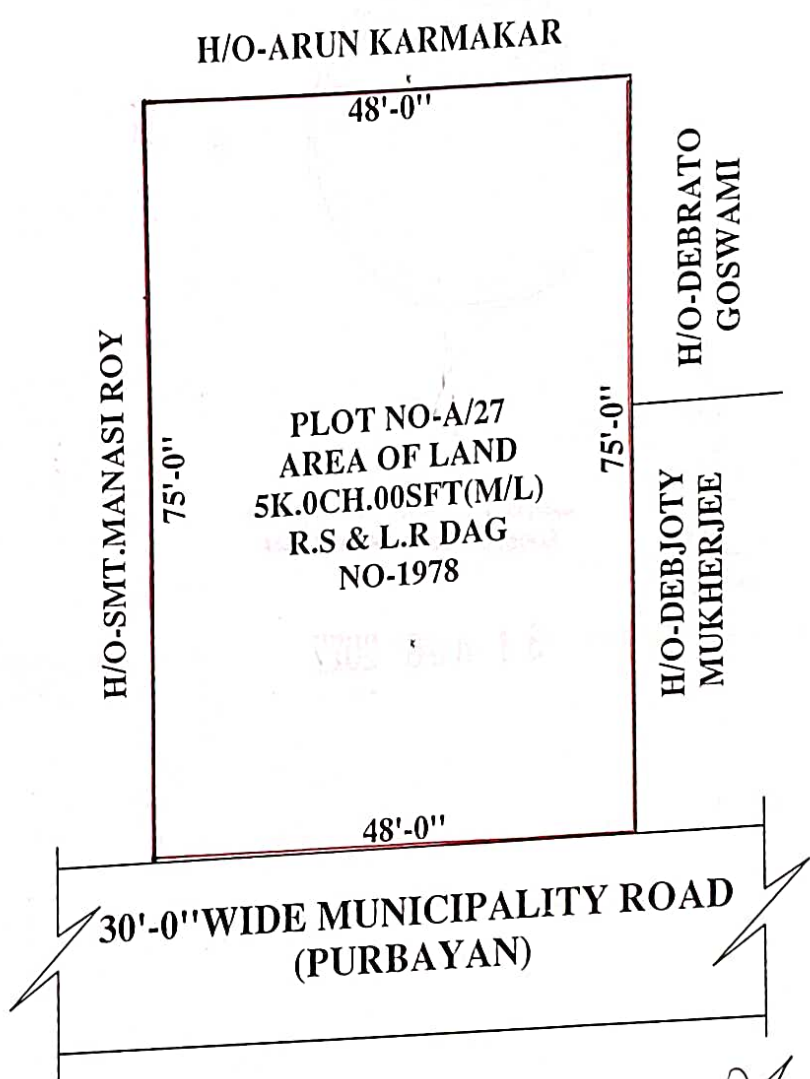 H/O-ARUN KARMAKAR
48'-0"
H/O-DEBRATO
GOSWAMI
H/O-SMT.MANASI ROY
75'-0"
PLOT NO-A/27
AREA OF LAND
5K.0CH.00SFT(M/L)
R.S & L.R DAG
NO-1978
75'-0"
H/O-DEBJOTY
MUKHERJEE
48'-0"
30'-0"WIDE MUNICIPALITY ROAD
(PURBAYAN)